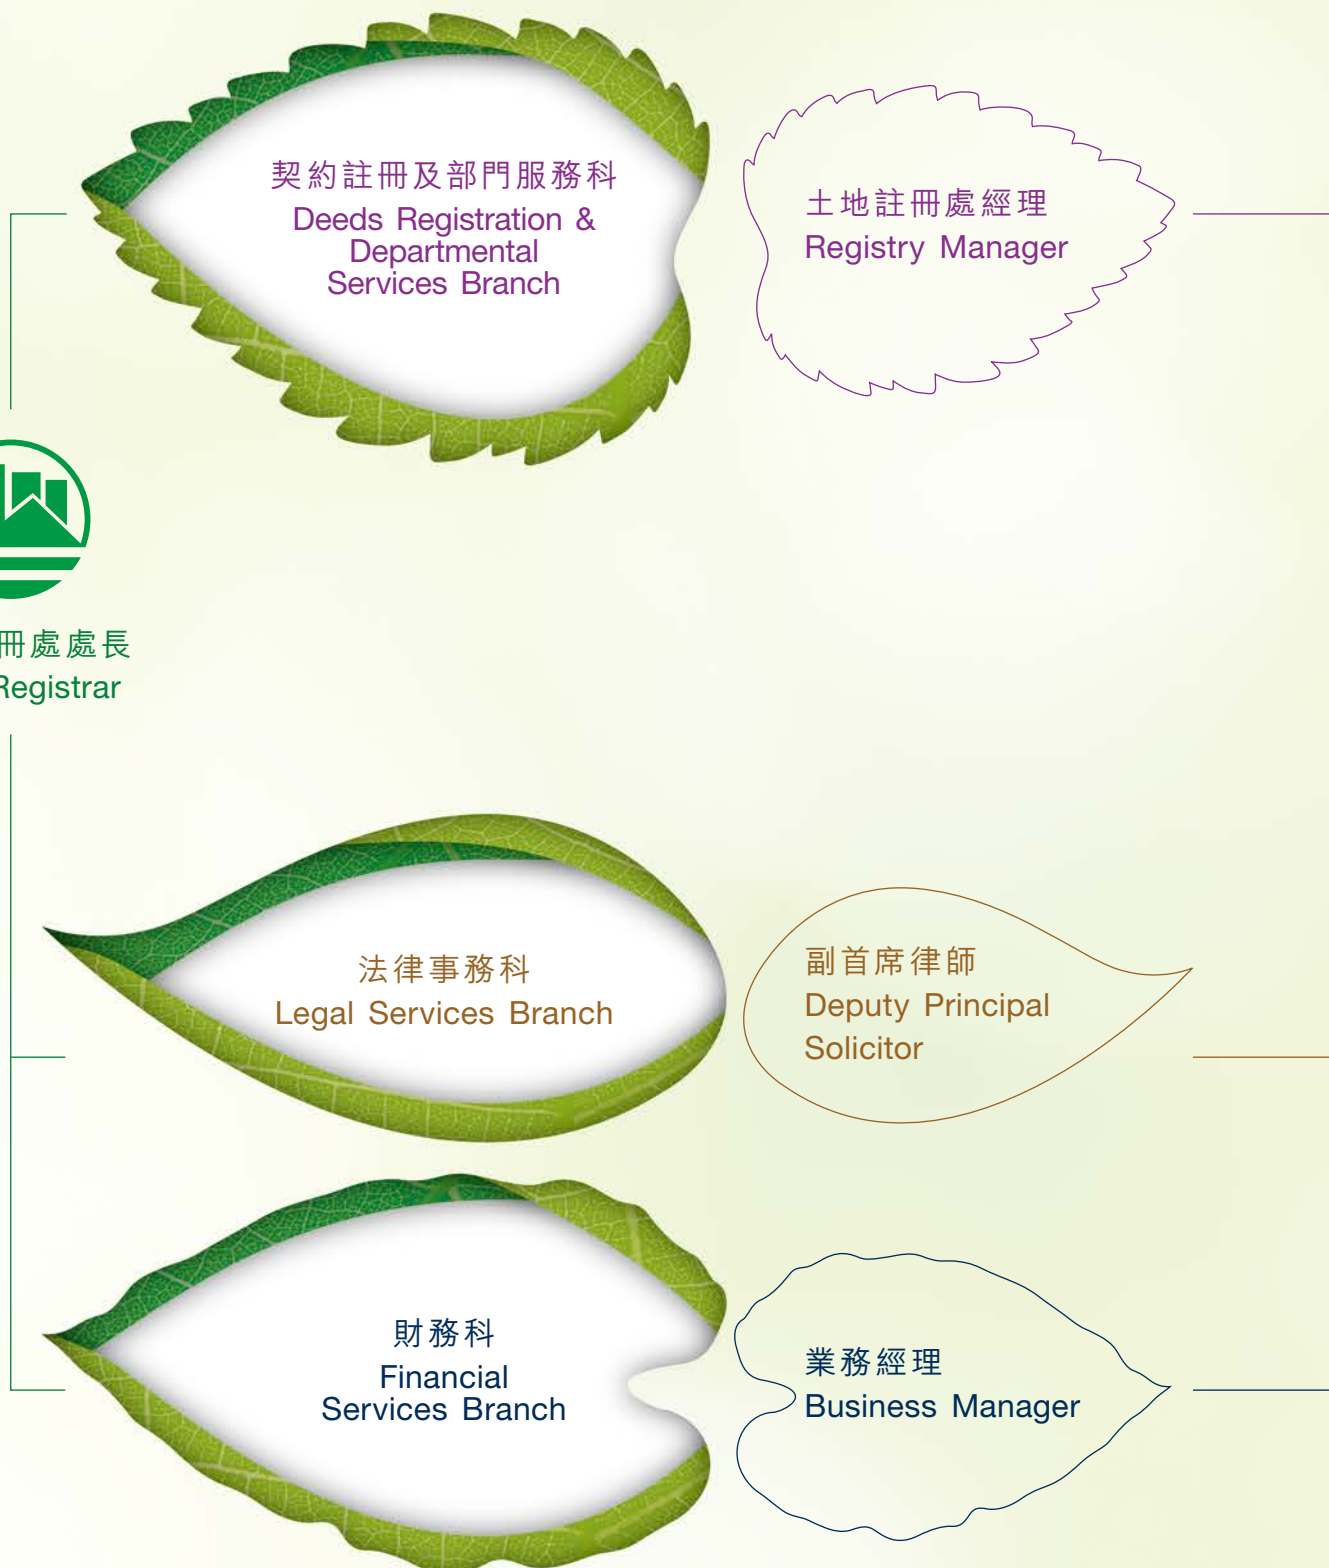 契約註冊及部門服務科
Deeds Registration &
Departmental
Services Branch
土地註冊處經理
Registry Manager
冊處處長
Registrar
法律事務科
Legal Services Branch
副首席律師
Deputy Principal
Solicitor
財務科
Financial
Services Branch
業務經理
Business Manager